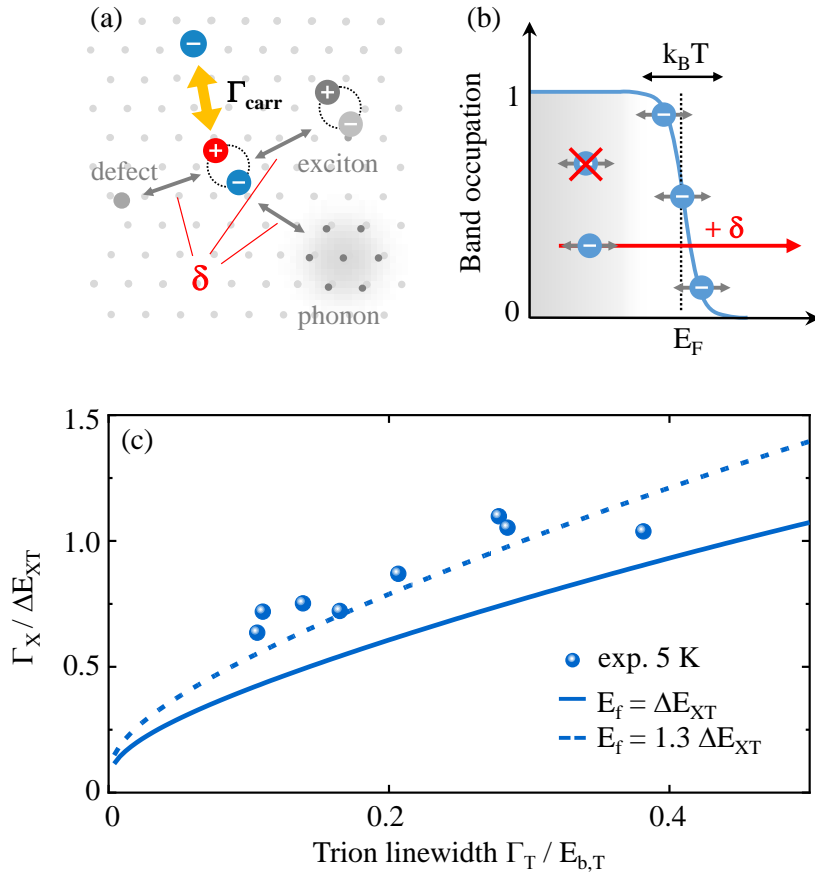 (a)
−
Γcarr
+
−
exciton
+
−
defect
δ
phonon
(b)
kBT
Band occupation
1
0
−
−
−
−
−
+ δ
EF
(c)
ΓX / ΔEXT
1.5
1.0
0.5
0
0
0.2
0.4
exp. 5 K
Ef = ΔEXT
Ef = 1.3 ΔEXT
Trion linewidth ΓT / Eb,T